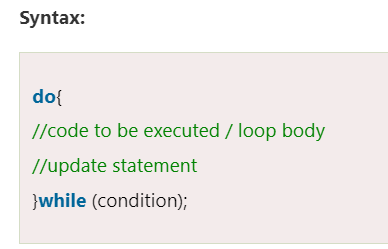 Syntax:
do{
//code to be executed / loop body
//update statement
}while (condition);